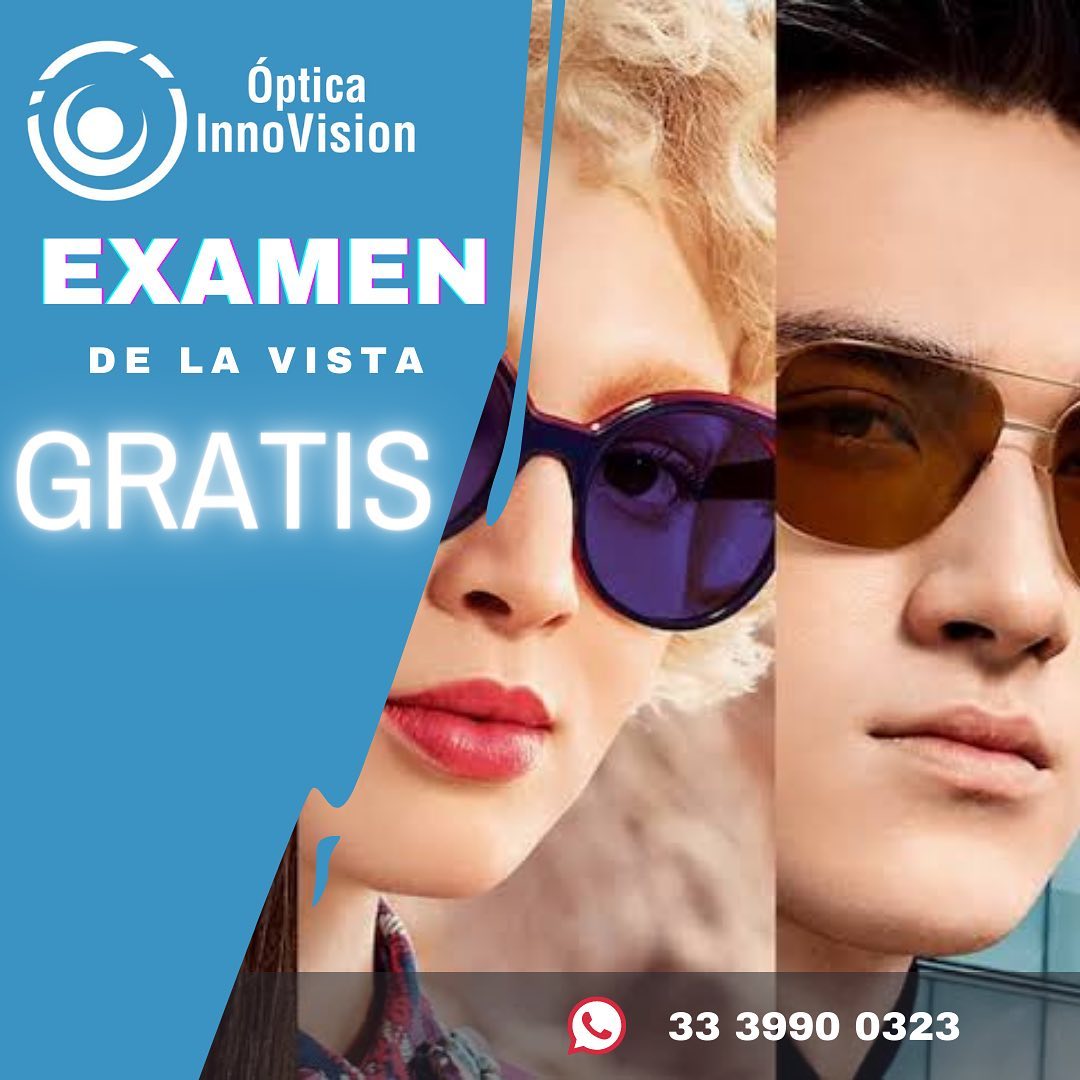 Óptica
InnoVision
EXAMEN
DE LA VISTA
GRATIS
33 3990 0323